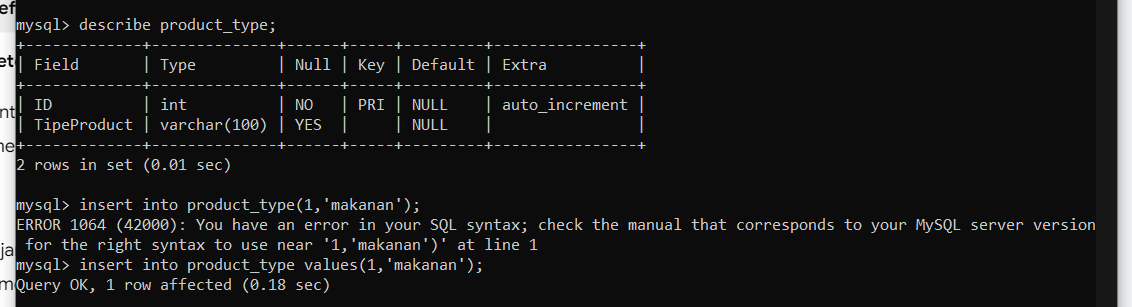 mysql> describe product_type;
+-------------+--------------+------+-----+---------+----------------+
| Field       | Type         | Null | Key | Default | Extra          |
+-------------+--------------+------+-----+---------+----------------+
| ID          | int          | NO   | PRI | NULL    | auto_increment |
| TipeProduct | varchar(100) | YES  |     | NULL    |                |
+-------------+--------------+------+-----+---------+----------------+
2 rows in set (0.01 sec)
mysql> insert into product_type(1,'makanan');
ERROR 1064 (42000): You have an error in your SQL syntax; check the manual that corresponds to your MySQL server version
for the right syntax to use near '1,'makanan')' at line 1
mysql> insert into product_type values(1,'makanan');
Query OK, 1 row affected (0.18 sec)